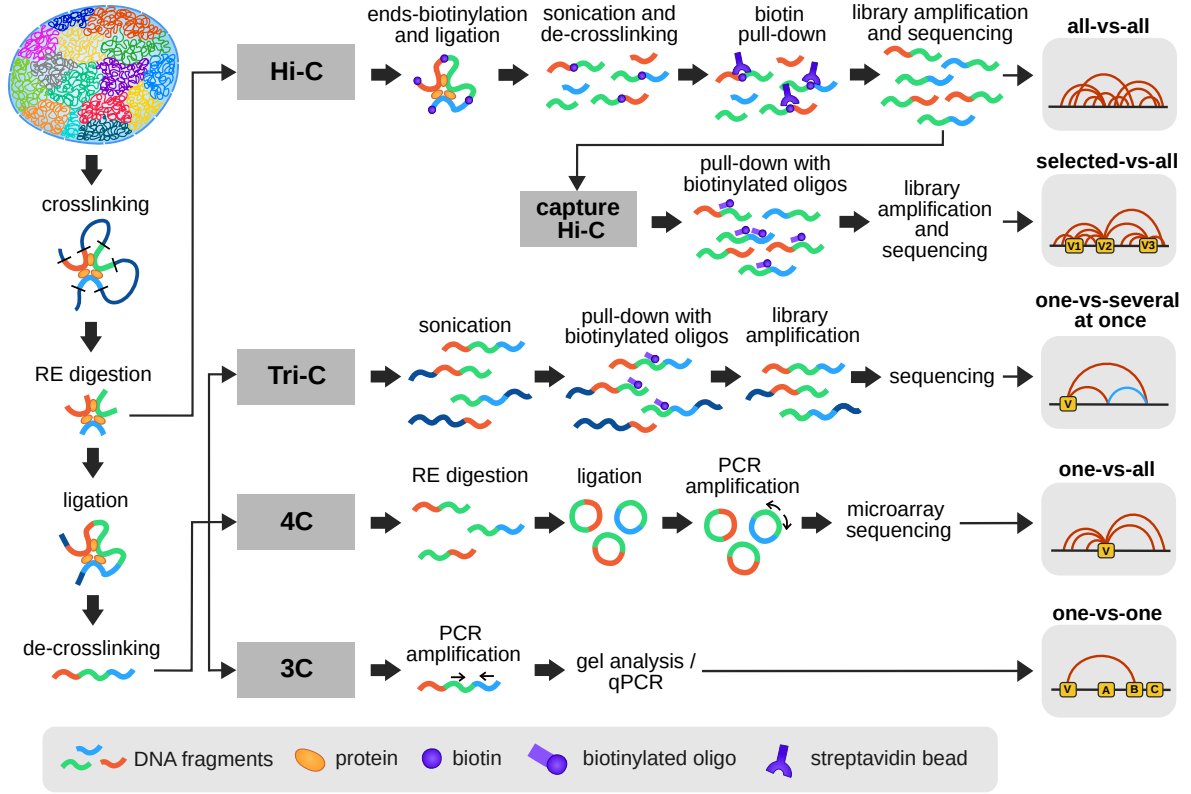 ends-biotinylation
and ligation
sonication and
de-crosslinking
biotin
pull-down
library amplification
and sequencing
all-vs-all
Hi-C
crosslinking
RE digestion
ligation
de-crosslinking
capture
Hi-C
pull-down with
biotinylated oligos
library
amplification
and
sequencing
selected-vs-all
V1
V2
V3
Tri-C
sonication
pull-down with
biotinylated oligos
library
amplification
sequencing
one-vs-several
at once
V
4C
RE digestion
ligation
PCR
amplification
microarray
sequencing
one-vs-all
V
3C
PCR
amplification
gel analysis /
qPCR
one-vs-one
V
A
B
C
DNA fragments
protein
biotin
biotinylated oligo
streptavidin bead